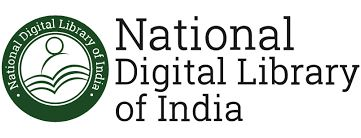 • National Digital Library of India •
National
Digital Library
of India